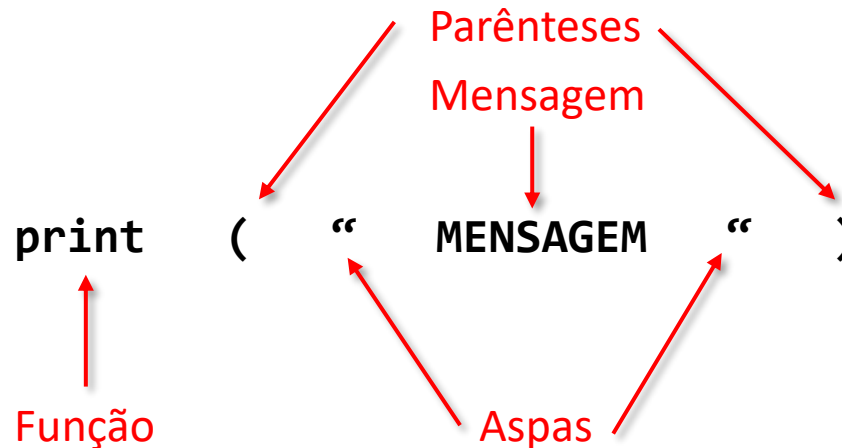 Parênteses
Mensagem
print ( “ MENSAGEM “ )
Função Aspas